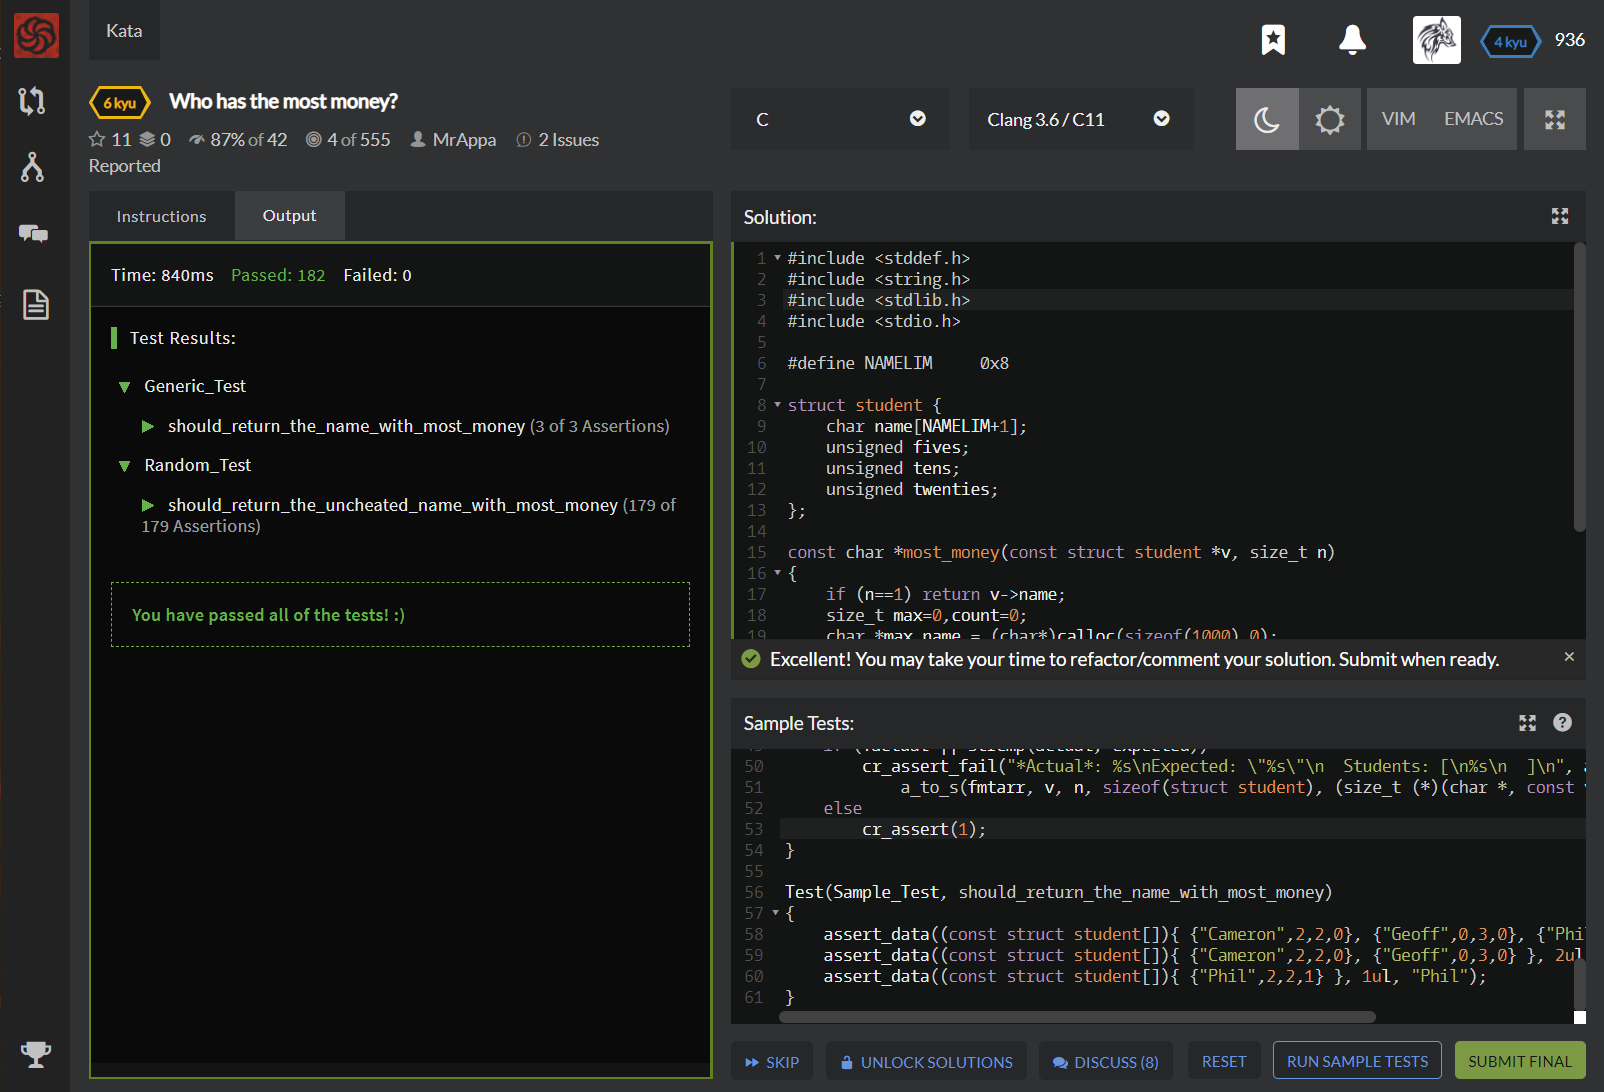 Kata
4 kyu
936
6 kyu
Who has the most money?
11 0 87% of 42 4 of 555 MrAppa 2 Issues
Reported
C
Clang 3.6 / C11
VIM
EMACS
Instructions
Output
Time: 840ms Passed: 182 Failed: 0
Test Results:
Generic_Test
should_return_the_name_with_most_money (3 of 3 Assertions)
Random_Test
should_return_the_uncheated_name_with_most_money (179 of
179 Assertions)
You have passed all of the tests! :)
Solution:
1 #include <stddef.h>
2 #include <string.h>
3 #include <stdlib.h>
4 #include <stdio.h>
5
6 #define NAMELIM     0x8
7
8 struct student {
9     char name[NAMELIM+1];
10     unsigned fives;
11     unsigned tens;
12     unsigned twenties;
13 };
14
15 const char *most_money(const struct student *v, size_t n)
16 {
17     if (n==1) return v->name;
18     size_t max=0,count=0;
19     char *max_name = (char*)calloc(sizeof(1000),0);
Excellent! You may take your time to refactor/comment your solution. Submit when ready.
×
Sample Tests:
?
50         cr_assert_fail("*Actual*: %s\nExpected: \"%s\"\n  Students: [\n%s\n  ]\n",
51             a_to_s(fmtarr, v, n, sizeof(struct student), (size_t (*)(char *, const
52     else
53         cr_assert(1);
54 }
55
56 Test(Sample_Test, should_return_the_name_with_most_money)
57 {
58     assert_data((const struct student[]){ {"Cameron",2,2,0}, {"Geoff",0,3,0}, {"Phi
59     assert_data((const struct student[]){ {"Cameron",2,2,0}, {"Geoff",0,3,0} }, 2ul
60     assert_data((const struct student[]){ {"Phil",2,2,1} }, 1ul, "Phil");
61 }
SKIP
UNLOCK SOLUTIONS
DISCUSS (8)
RESET
RUN SAMPLE TESTS
SUBMIT FINAL